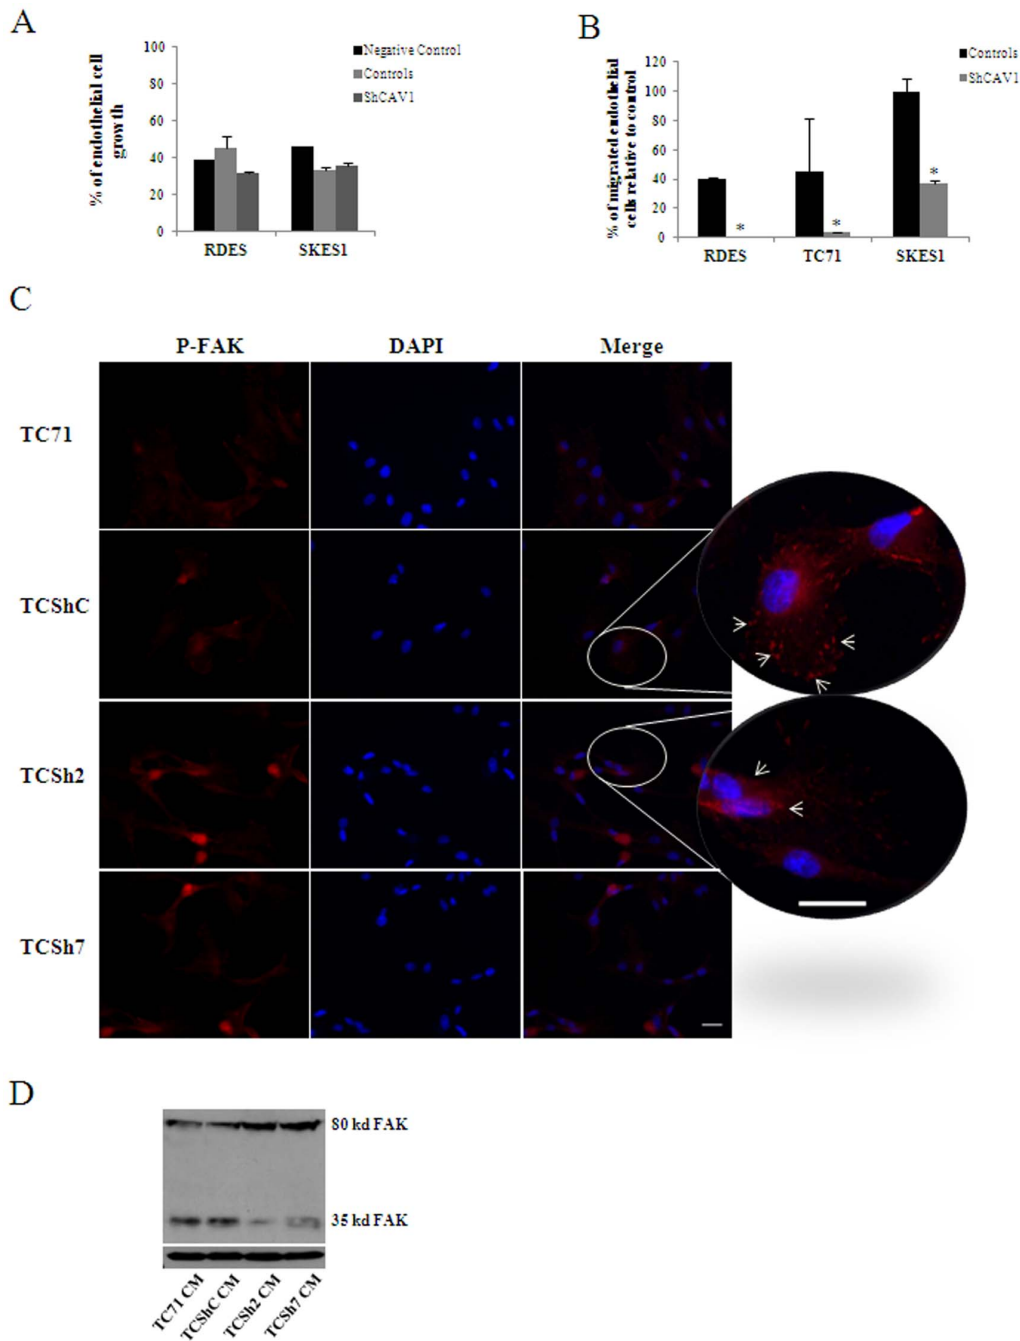 A
% of endothelial cell
growth
100
80
60
40
20
0
RDES
SKES1
Negative Control
Controls
ShCAV1
B
% of migrated endothelial
cells relative to control
120
100
80
60
40
20
0
*
*
*
RDES
TC71
SKES1
Controls
ShCAV1
C
P-FAK
DAPI
Merge
TC71
TCShC
TCSh2
TCSh7
D
80 kd FAK
35 kd FAK
TC71 CM
TCShC CM
TCSh2 CM
TCSh7 CM